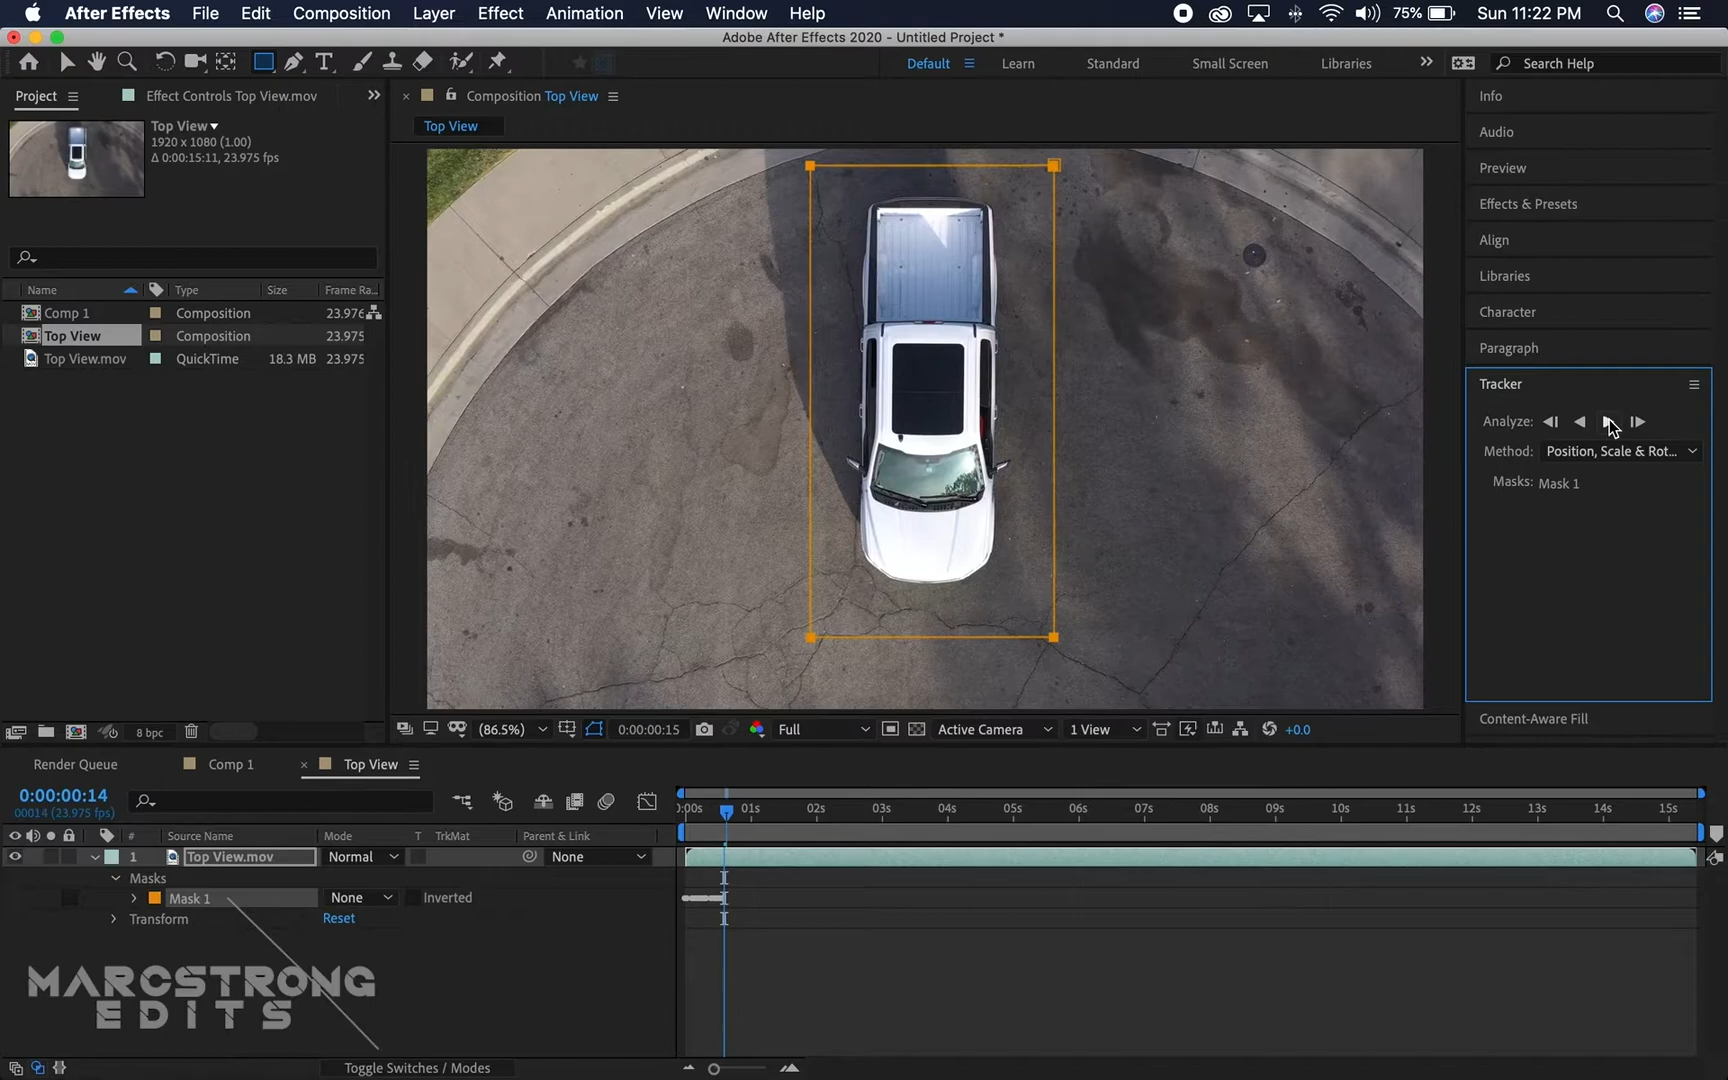 After Effects File Edit Composition Layer Effect Animation View Window Help 75% Sun 11:22 PM
Adobe After Effects 2020 - Untitled Project *
Default Learn Standard Small Screen Libraries Search Help
Project Effect Controls Top View.mov
Composition Top View
Top View
Top View
1920 x 1080 (1.00)
Δ 0:00:15:11, 23.975 fps
Name Type Size Frame Ra...
Comp 1 Composition 23.976
Top View Composition 23.975
Top View.mov QuickTime 18.3 MB 23.975
8 bpc
(86.5%) 0:00:00:15 Full Active Camera 1 View +0.0
Info
Audio
Preview
Effects & Presets
Align
Libraries
Character
Paragraph
Tracker
Analyze:
Method: Position, Scale & Rot...
Masks: Mask 1
Content-Aware Fill
Render Queue Comp 1 Top View
0:00:00:14
00014 (23.975 fps)
):00s 01s 02s 03s 04s 05s 06s 07s 08s 09s 10s 11s 12s 13s 14s 15s
# Source Name Mode T TrkMat Parent & Link
1 Top View.mov Normal None
Masks
Mask 1 None Inverted
Transform Reset
MARCSTRONG
EDITS
Toggle Switches / Modes